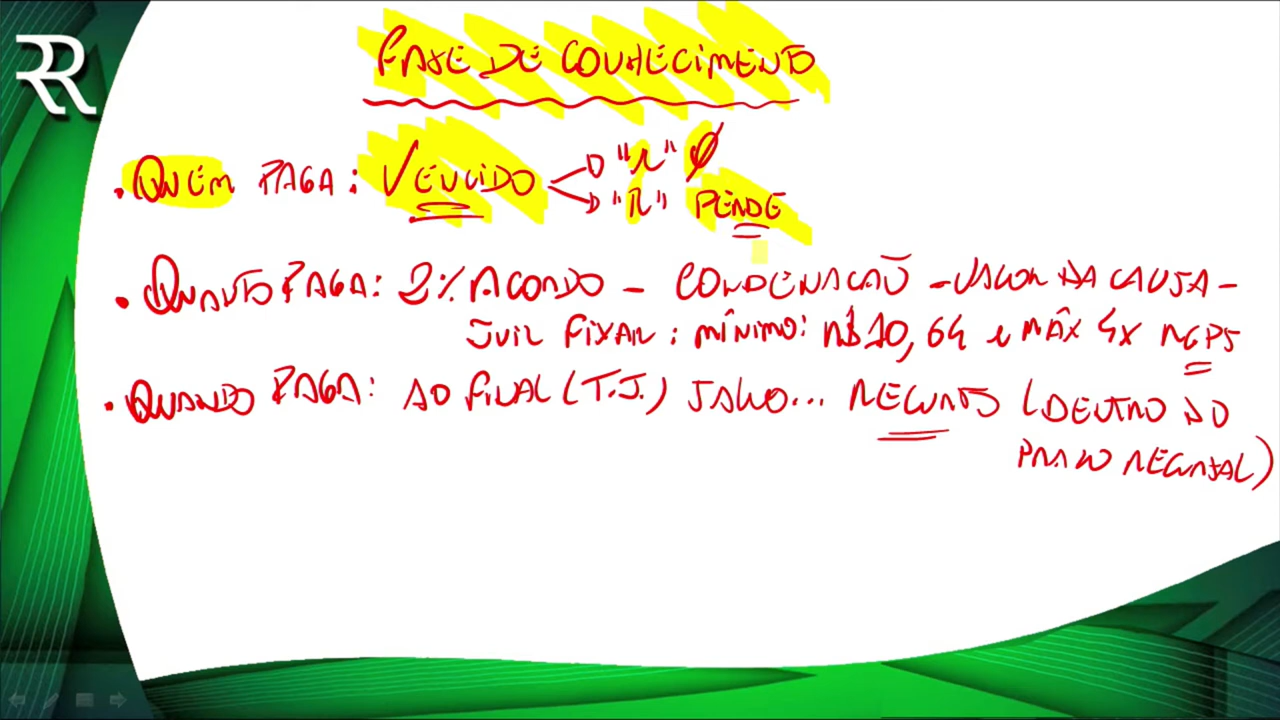 RR
FASE DE CONHECIMENTO
. QUEM PAGA: VENCIDO "R" Ø
"R" PERDE
. QUANTO PAGA: 2% ACORDO - CONDENAÇÃO - VALOR DA CAUSA -
JUIZ FIXAR: MÍNIMO: R$10,64 e MÁX 4x RGPS
. QUANDO PAGA: AO FINAL (T.J.) SALVO... RECURSO (DENTRO DO
PRAZO RECURSAL)